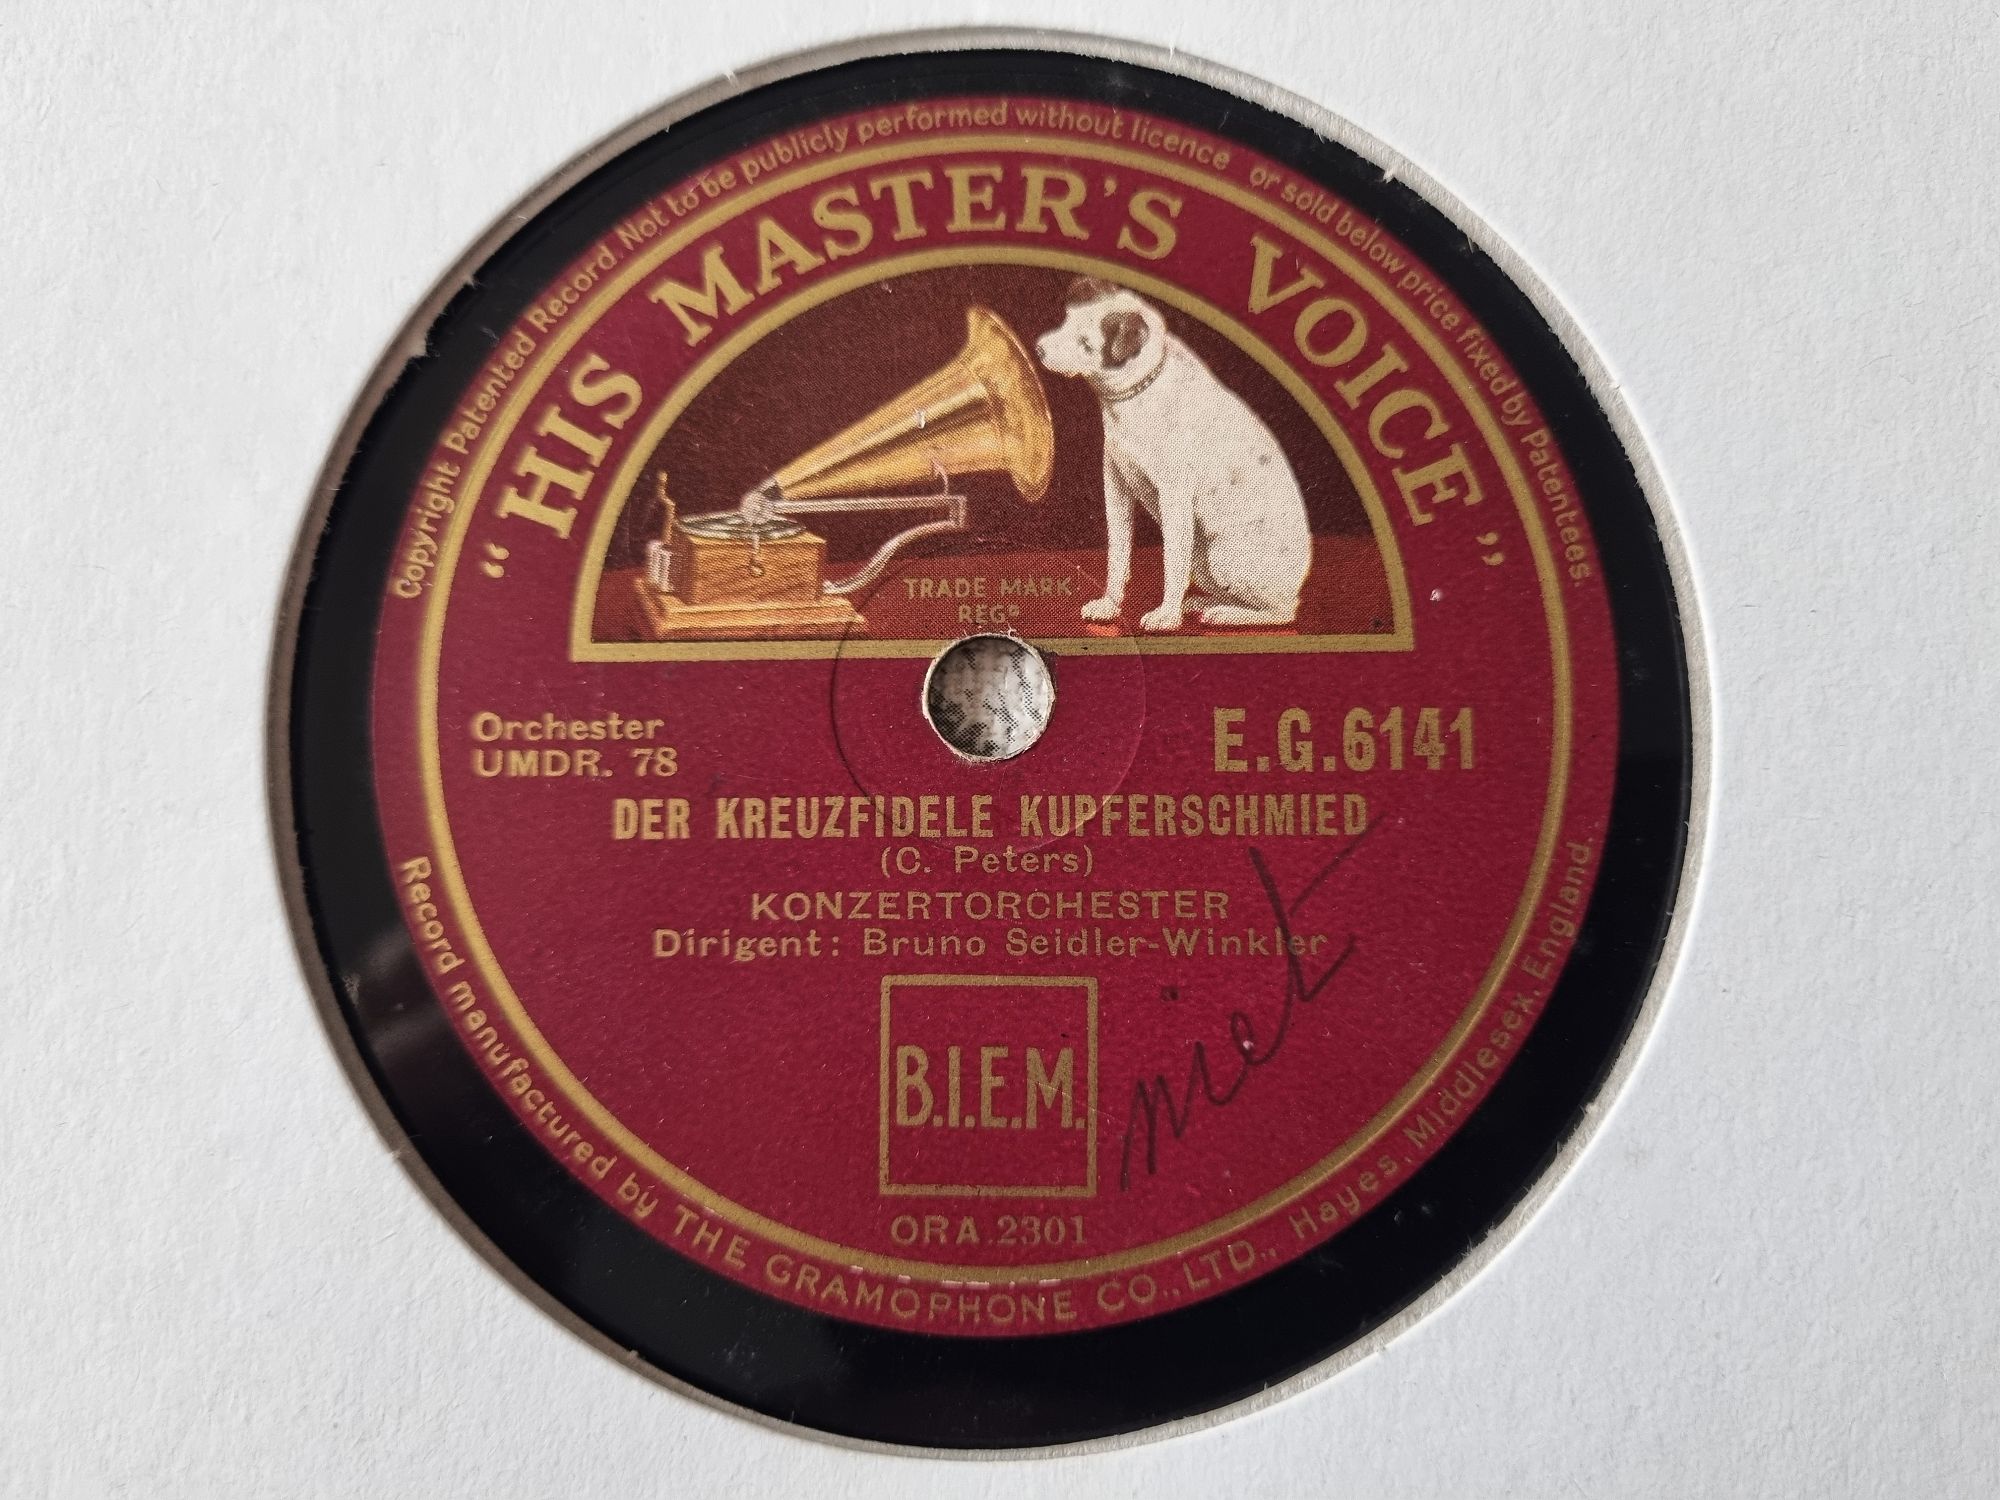 Copyright Patented Record. Not to be publicly performed without licence or sold below price fixed by Patentees.
"HIS MASTER'S VOICE"
TRADE MARK
REGD
Orchester
UMDR. 78
E.G.6141
DER KREUZFIDELE KUPFERSCHMIED
(C. Peters)
KONZERTORCHESTER
Dirigent: Bruno Seidler-Winkler
B.I.E.M.
niet
ORA 2301
Record manufactured by THE GRAMOPHONE CO., LTD., Hayes, Middlesex, England.